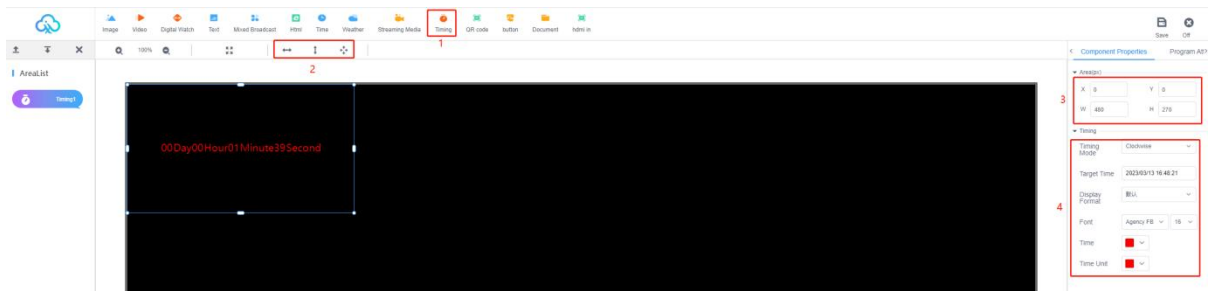 Image Video Digital Watch Text Mixed Broadcast Html Time Weather Streaming Media Timing QR code button Document hdmi in
Save Off
1
100%
2
Component Properties Program Att
AreaList
Timing1
Area(px)
X 0 Y 0
3
W 480 H 270
Timing
Timing Mode Clockwise
00Day00Hour01Minute39Second
Target Time 2023/03/13 16:48:21
Display Format 默认
4
Font Agency FB 16
Time
Time Unit